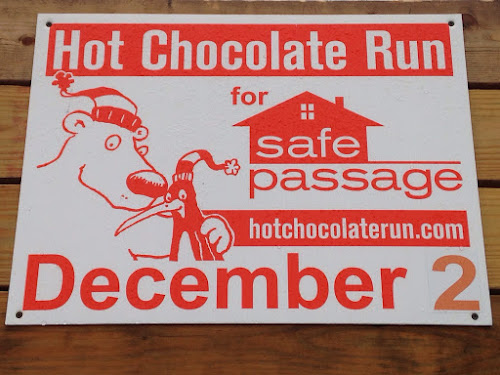 Hot Chocolate Run
for
safe
passage
hotchocolaterun.com
December 2